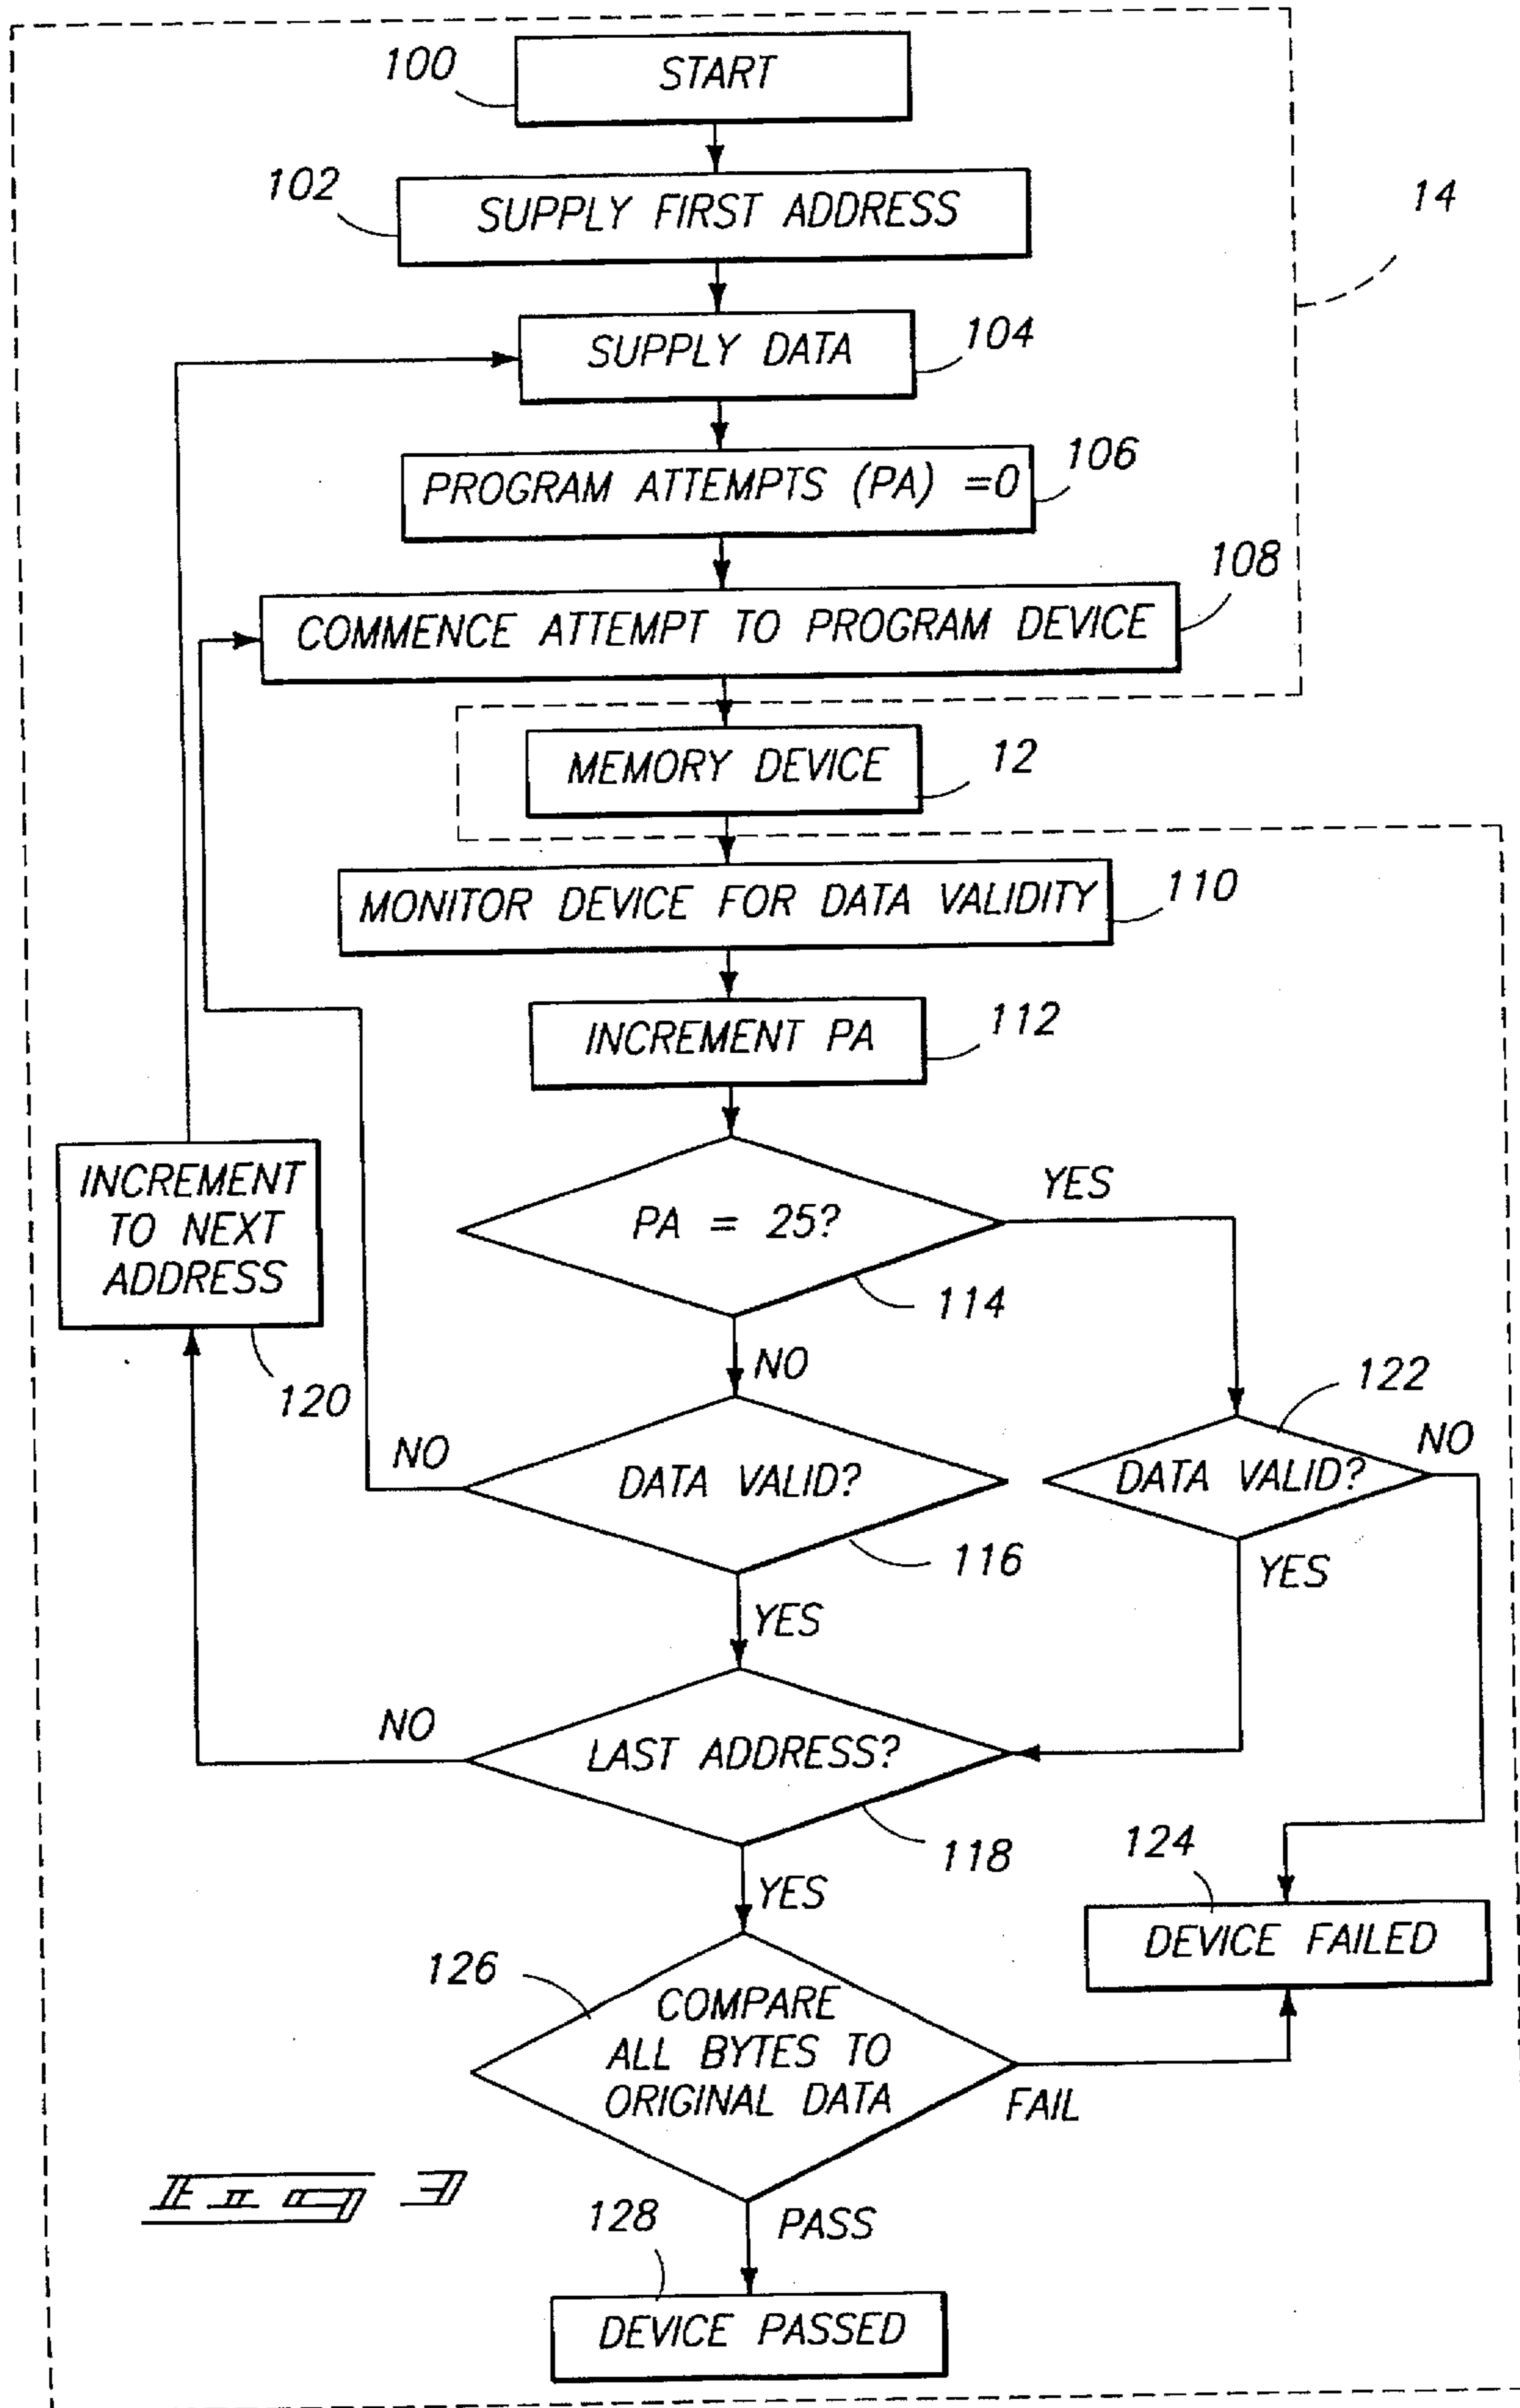 100
START
102
SUPPLY FIRST ADDRESS
14
SUPPLY DATA
104
PROGRAM ATTEMPTS (PA) =0
106
108
COMMENCE ATTEMPT TO PROGRAM DEVICE
MEMORY DEVICE
12
MONITOR DEVICE FOR DATA VALIDITY
110
INCREMENT PA
112
INCREMENT
TO NEXT
ADDRESS
120
PA = 25?
YES
114
NO
122
NO
DATA VALID?
116
DATA VALID?
NO
YES
YES
NO
LAST ADDRESS?
118
124
YES
DEVICE FAILED
126
COMPARE
ALL BYTES TO
ORIGINAL DATA
FAIL
FIG 3
128
PASS
DEVICE PASSED